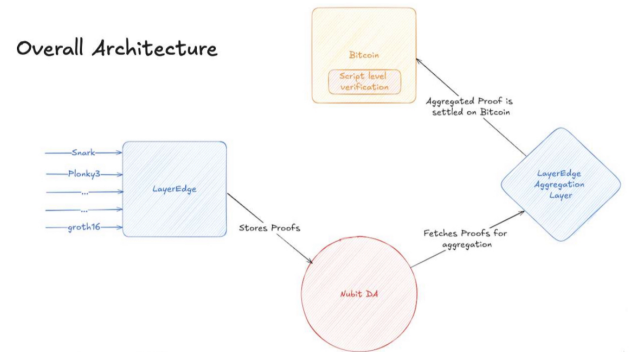 Overall Architecture
Bitcoin
Script level
verification
Aggregated Proof is
settled on Bitcoin
Snark
Plonky3
...
...
groth16
LayerEdge
LayerEdge
Aggregation
Layer
Stores Proofs
Fetches Proofs for
aggregation
Nubit DA